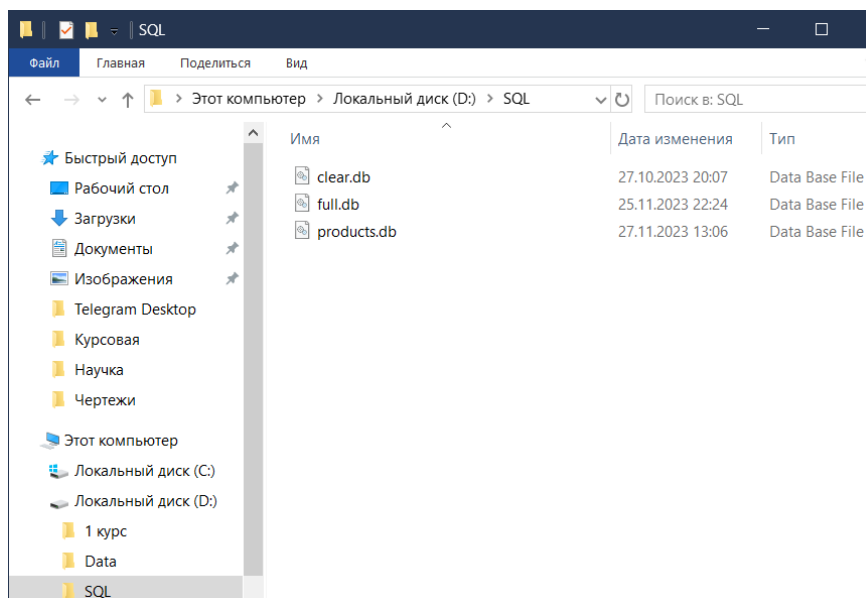 SQL
Файл Главная Поделиться Вид
Этот компьютер > Локальный диск (D:) > SQL
Поиск в: SQL
Имя Дата изменения Тип
clear.db 27.10.2023 20:07 Data Base File
full.db 25.11.2023 22:24 Data Base File
products.db 27.11.2023 13:06 Data Base File
Быстрый доступ
Рабочий стол
Загрузки
Документы
Изображения
Telegram Desktop
Курсовая
Научка
Чертежи
Этот компьютер
Локальный диск (C:)
Локальный диск (D:)
1 курс
Data
SQL